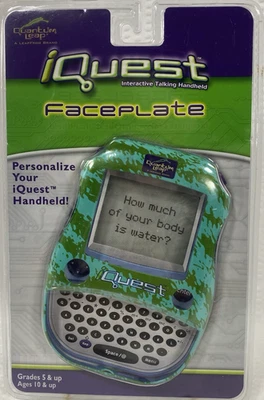 Quantum Leap
iQuest
Interactive Talking Handheld
FACEPLATE
Personalize
Your
iQuest™
Handheld!
Quantum Leap
How much
of your body
is water?
iQuest
Space/@
Grades 5 & up
Ages 10 & up